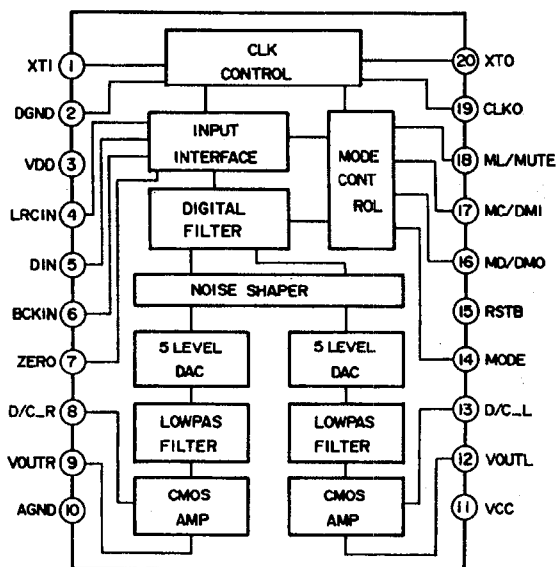 XTI 1
DGND 2
VDD 3
LRCIN 4
DIN 5
BCKIN 6
ZERO 7
D/C_R 8
VOUTR 9
AGND 10
CLK
CONTROL
INPUT
INTERFACE
MODE
CONT
ROL
DIGITAL
FILTER
NOISE SHAPER
5 LEVEL
DAC
5 LEVEL
DAC
LOWPAS
FILTER
LOWPAS
FILTER
CMOS
AMP
CMOS
AMP
20 XTO
19 CLKO
18 ML/MUTE
17 MC/DMI
16 MD/DMO
15 RSTB
14 MODE
13 D/C_L
12 VOUTL
11 VCC